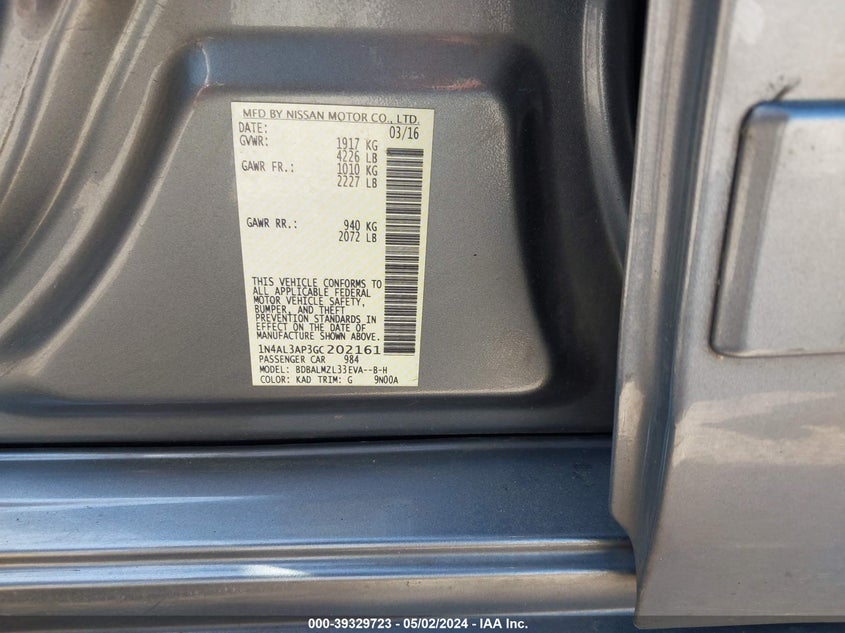 MFD BY NISSAN MOTOR CO., LTD.
DATE: 03/16
GVWR: 1917 KG
4226 LB
GAWR FR.: 1010 KG
2227 LB
GAWR RR.: 940 KG
2072 LB
THIS VEHICLE CONFORMS TO
ALL APPLICABLE FEDERAL
MOTOR VEHICLE SAFETY,
BUMPER, AND THEFT
PREVENTION STANDARDS IN
EFFECT ON THE DATE OF
MANUFACTURE SHOWN ABOVE.
1N4AL3AP3GC202161
PASSENGER CAR 984
MODEL: BDBALMZL33EVA--B-H
COLOR: KAD TRIM: G 9N00A
000-39329723 - 05/02/2024 - IAA Inc.